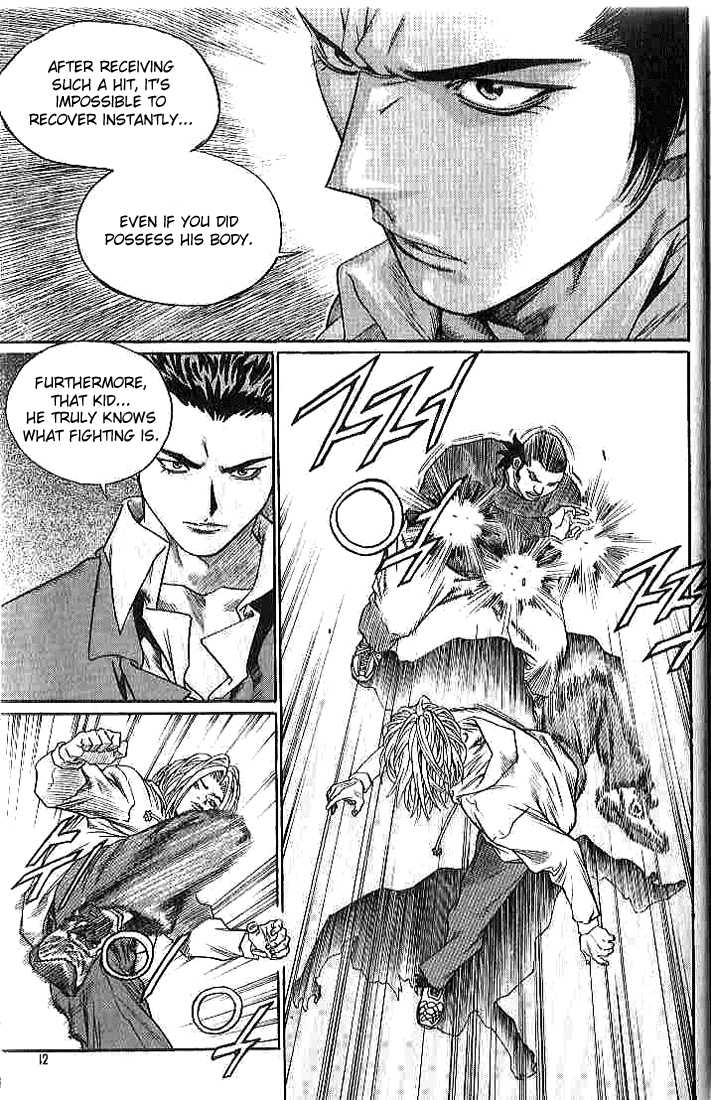 AFTER RECEIVING
SUCH A HIT, IT'S
IMPOSSIBLE TO
RECOVER INSTANTLY...
EVEN IF YOU DID
POSSESS HIS BODY.
FURTHERMORE,
THAT KID...
HE TRULY KNOWS
WHAT FIGHTING IS.
12